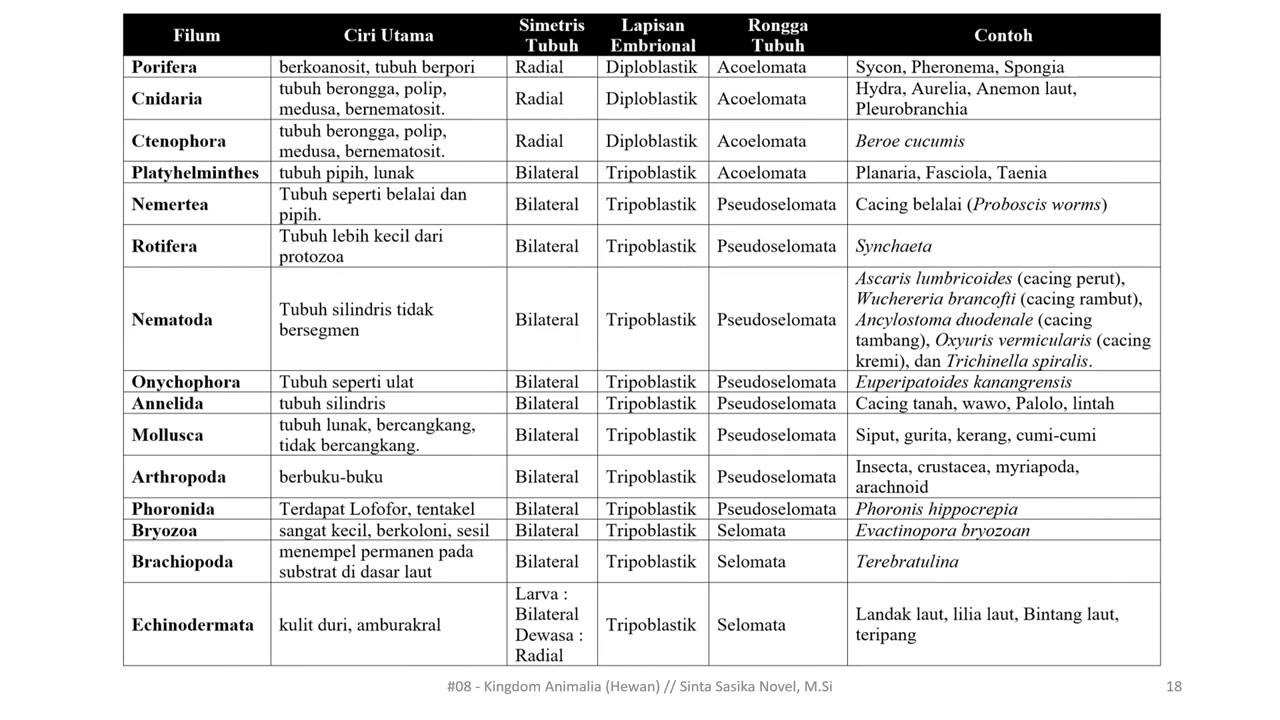 Filum Ciri Utama Simetris Tubuh Lapisan Embrional Rongga Tubuh Contoh
Porifera berkoanosit, tubuh berpori Radial Diploblastik Acoelomata Sycon, Pheronema, Spongia
Cnidaria tubuh berongga, polip, medusa, bernematosit. Radial Diploblastik Acoelomata Hydra, Aurelia, Anemon laut, Pleurobranchia
Ctenophora tubuh berongga, polip, medusa, bernematosit. Radial Diploblastik Acoelomata Beroe cucumis
Platyhelminthes tubuh pipih, lunak Bilateral Tripoblastik Acoelomata Planaria, Fasciola, Taenia
Nemertea Tubuh seperti belalai dan pipih. Bilateral Tripoblastik Pseudoselomata Cacing belalai (Proboscis worms)
Rotifera Tubuh lebih kecil dari protozoa Bilateral Tripoblastik Pseudoselomata Synchaeta
Nematoda Tubuh silindris tidak bersegmen Bilateral Tripoblastik Pseudoselomata Ascaris lumbricoides (cacing perut), Wuchereria brancofti (cacing rambut), Ancylostoma duodenale (cacing tambang), Oxyuris vermicularis (cacing kremi), dan Trichinella spiralis.
Onychophora Tubuh seperti ulat Bilateral Tripoblastik Pseudoselomata Euperipatoides kanangrensis
Annelida tubuh silindris Bilateral Tripoblastik Pseudoselomata Cacing tanah, wawo, Palolo, lintah
Mollusca tubuh lunak, bercangkang, tidak bercangkang. Bilateral Tripoblastik Pseudoselomata Siput, gurita, kerang, cumi-cumi
Arthropoda berbuku-buku Bilateral Tripoblastik Pseudoselomata Insecta, crustacea, myriapoda, arachnoid
Phoronida Terdapat Lofofor, tentakel Bilateral Tripoblastik Pseudoselomata Phoronis hippocrepia
Bryozoa sangat kecil, berkoloni, sesil Bilateral Tripoblastik Selomata Evactinopora bryozoan
Brachiopoda menempel permanen pada substrat di dasar laut Bilateral Tripoblastik Selomata Terebratulina
Echinodermata kulit duri, amburakral Larva : Bilateral Dewasa : Radial Tripoblastik Selomata Landak laut, lilia laut, Bintang laut, teripang
#08 - Kingdom Animalia (Hewan) // Sinta Sasika Novel, M.Si 18